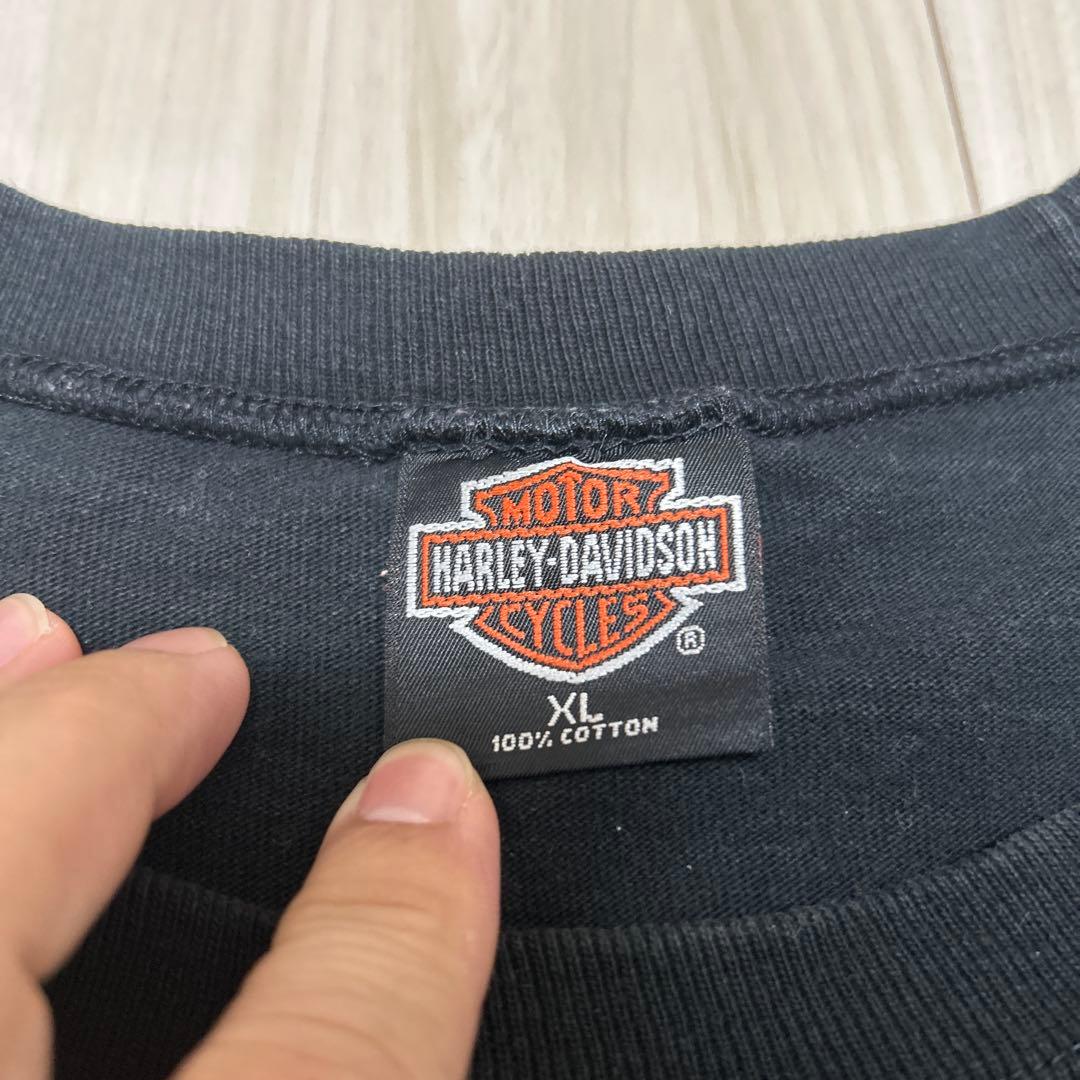 MOTOR
HARLEY-DAVIDSON
CYCLES
®
XL
100% COTTON